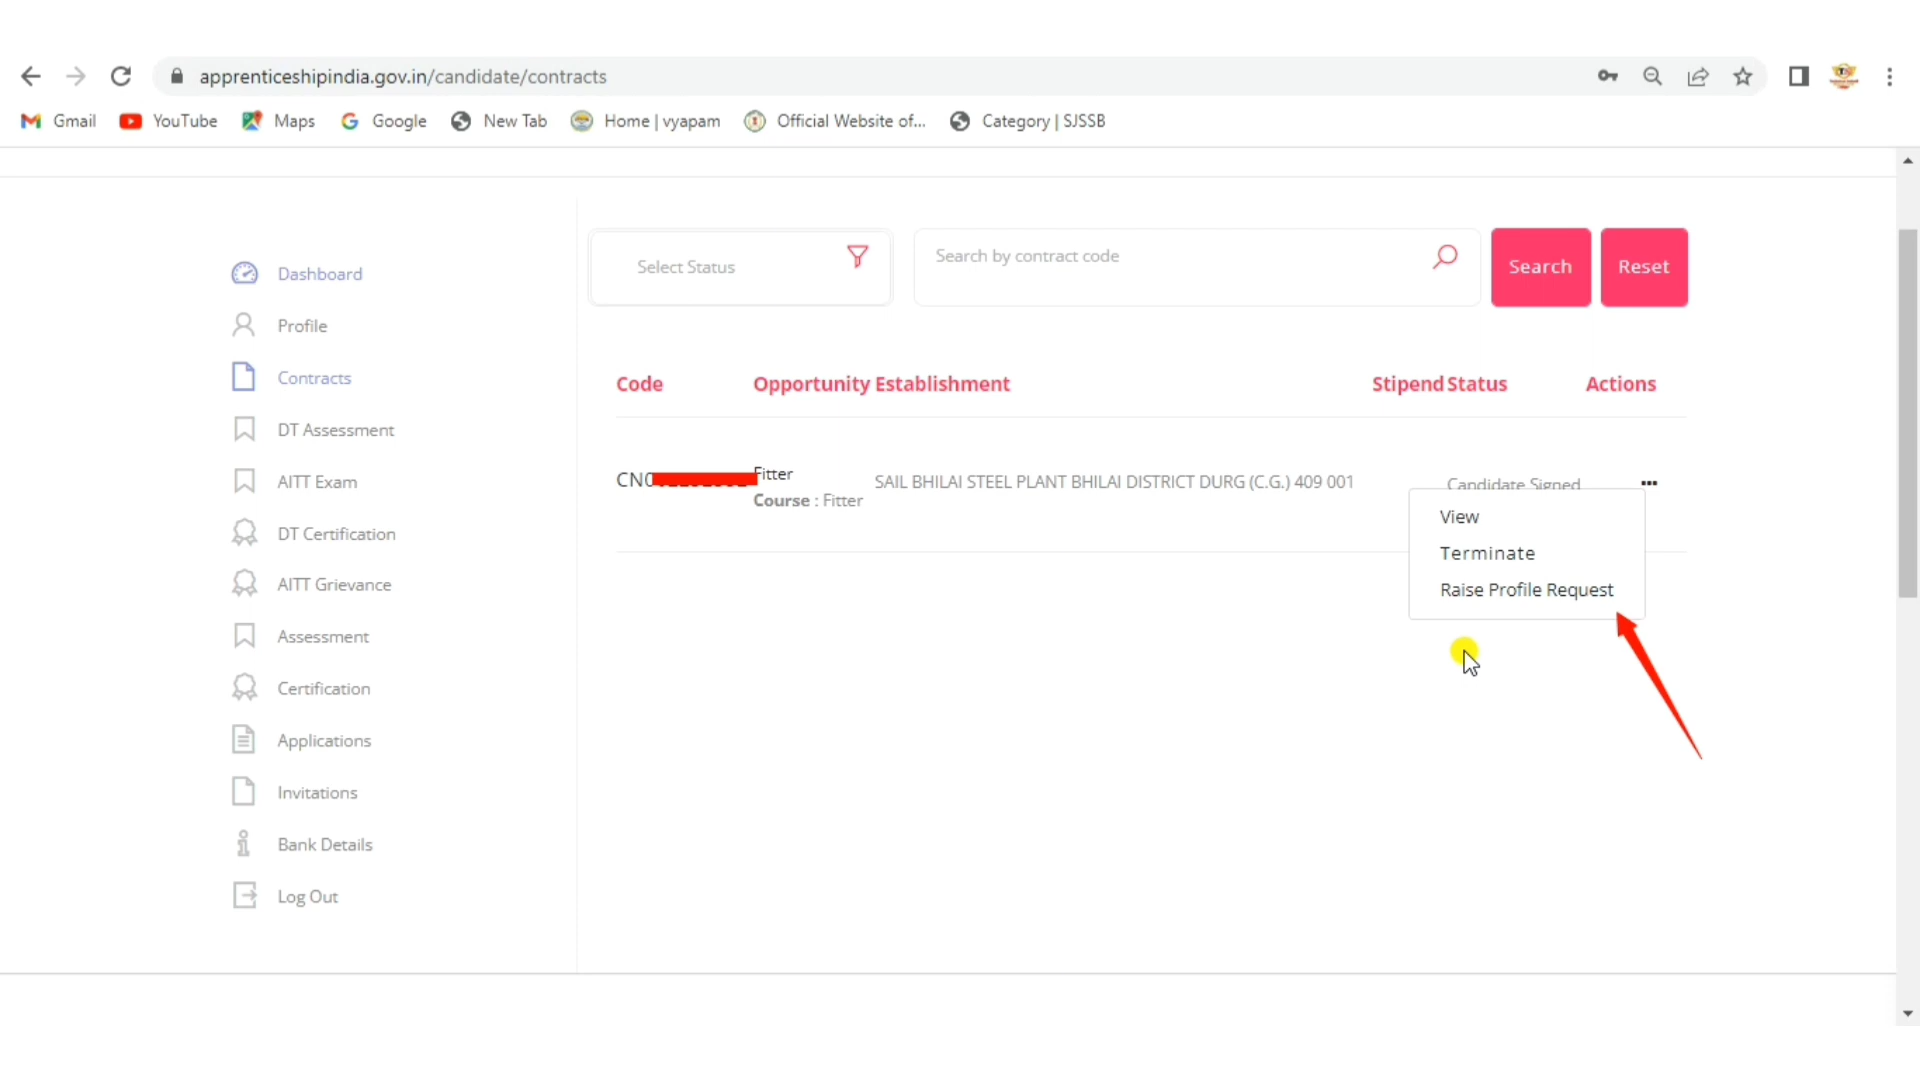 apprenticeshipindia.gov.in/candidate/contracts
Gmail YouTube Maps Google New Tab Home | vyapam Official Website of... Category | SJSSB
Dashboard
Profile
Contracts
DT Assessment
AITT Exam
DT Certification
AITT Grievance
Assessment
Certification
Applications
Invitations
Bank Details
Log Out
Select Status
Search by contract code
Search Reset
Code Opportunity Establishment Stipend Status Actions
Fitter
Course : Fitter
SAIL BHILAI STEEL PLANT BHILAI DISTRICT DURG (C.G.) 409 001
Candidate Signed
View
Terminate
Raise Profile Request